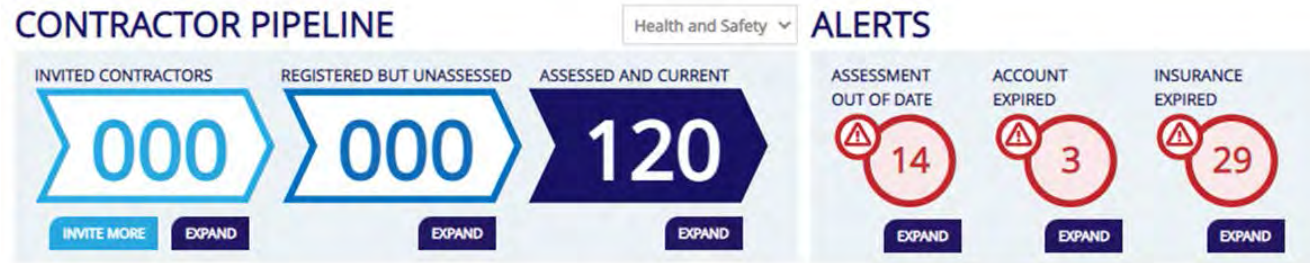 CONTRACTOR PIPELINE
Health and Safety
INVITED CONTRACTORS
000
INVITE MORE
EXPAND
REGISTERED BUT UNASSESSED
000
EXPAND
ASSESSED AND CURRENT
120
EXPAND
ALERTS
ASSESSMENT
OUT OF DATE
14
EXPAND
ACCOUNT
EXPIRED
3
EXPAND
INSURANCE
EXPIRED
29
EXPAND